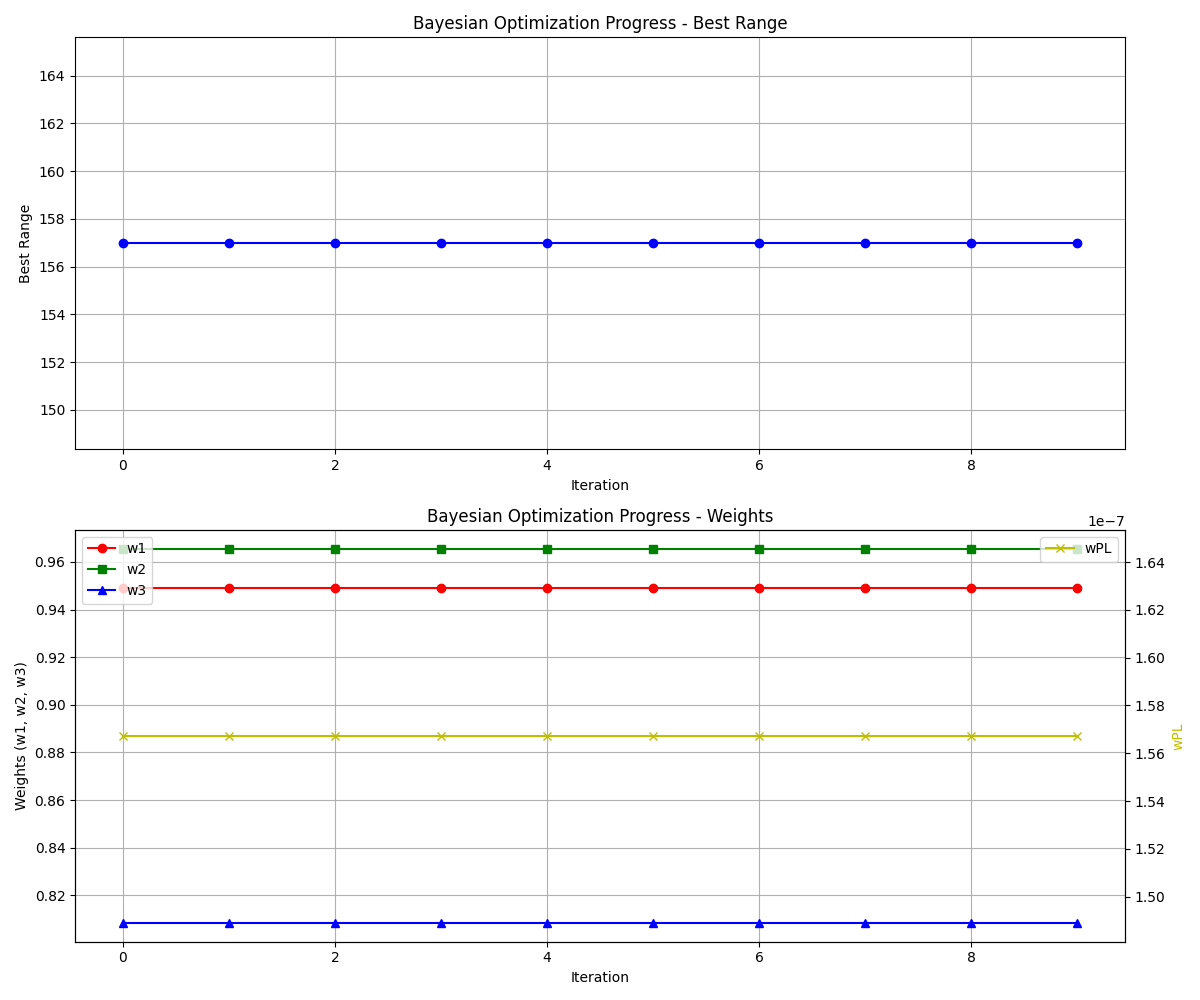 Bayesian Optimization Progress - Best Range
164
162
160
158
156
154
152
150
Best Range
0 2 4 6 8
Iteration
Bayesian Optimization Progress - Weights
1e−7
w1
w2
w3
wPL
0.96
0.94
0.92
0.90
0.88
0.86
0.84
0.82
Weights (w1, w2, w3)
1.64
1.62
1.60
1.58
1.56
1.54
1.52
1.50
wPL
0 2 4 6 8
Iteration